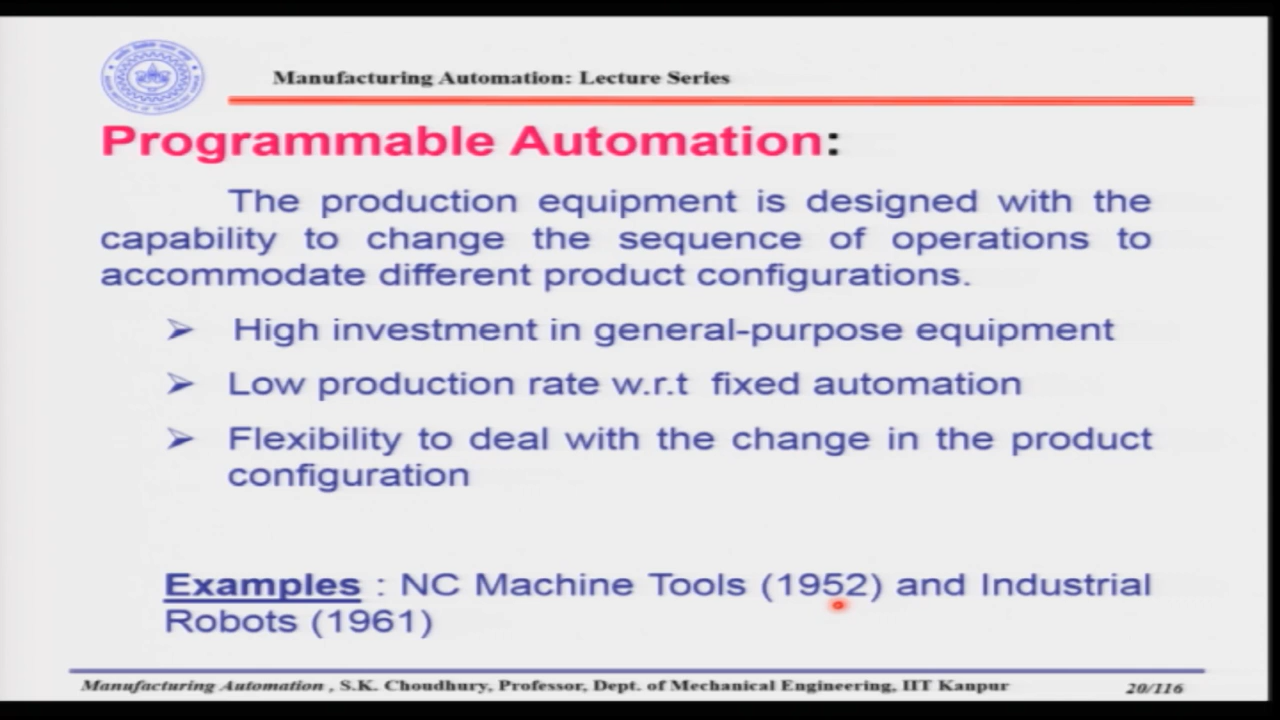 Manufacturing Automation: Lecture Series
Programmable Automation:
The production equipment is designed with the
capability to change the sequence of operations to
accommodate different product configurations.
➢ High investment in general-purpose equipment
➢ Low production rate w.r.t fixed automation
➢ Flexibility to deal with the change in the product
configuration
Examples : NC Machine Tools (1952) and Industrial
Robots (1961)
Manufacturing Automation , S.K. Choudhury, Professor, Dept. of Mechanical Engineering, IIT Kanpur
20/116